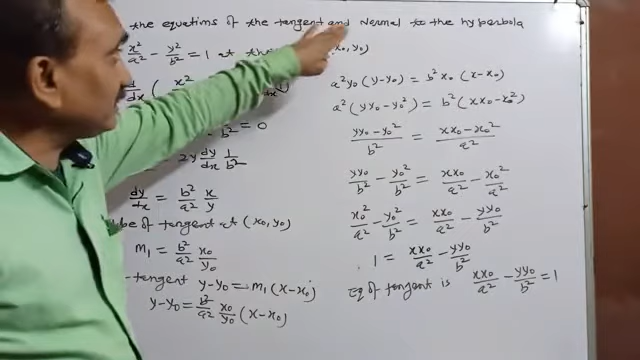 the equations of the tangent and Normal to the hyperbola
x²/a² - y²/b² = 1 at (x₀, y₀)
d/dx ( x²/
b² = 0
2y dy/dx 1/b²
dy/dx = b²/a² x/y
of tangent at (x₀, y₀)
m₁ = b²/a² x₀/y₀
tangent y-y₀ = m₁(x-x₀)
y-y₀ = b²/a² x₀/y₀ (x-x₀)
a²y₀(y-y₀) = b²x₀(x-x₀)
a²(yy₀-y₀²) = b²(xx₀-x₀²)
yy₀-y₀²/b² = xx₀-x₀²/a²
yy₀/b² - y₀²/b² = xx₀/a² - x₀²/a²
x₀²/a² - y₀²/b² = xx₀/a² - yy₀/b²
1 = xx₀/a² - yy₀/b²
Eq of tangent is xx₀/a² - yy₀/b² = 1